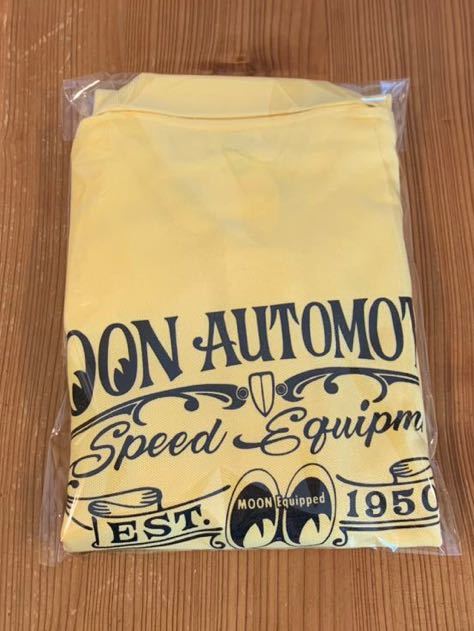 OON AUTOMOT
Speed Equipm
EST.
MOON Equipped
1950